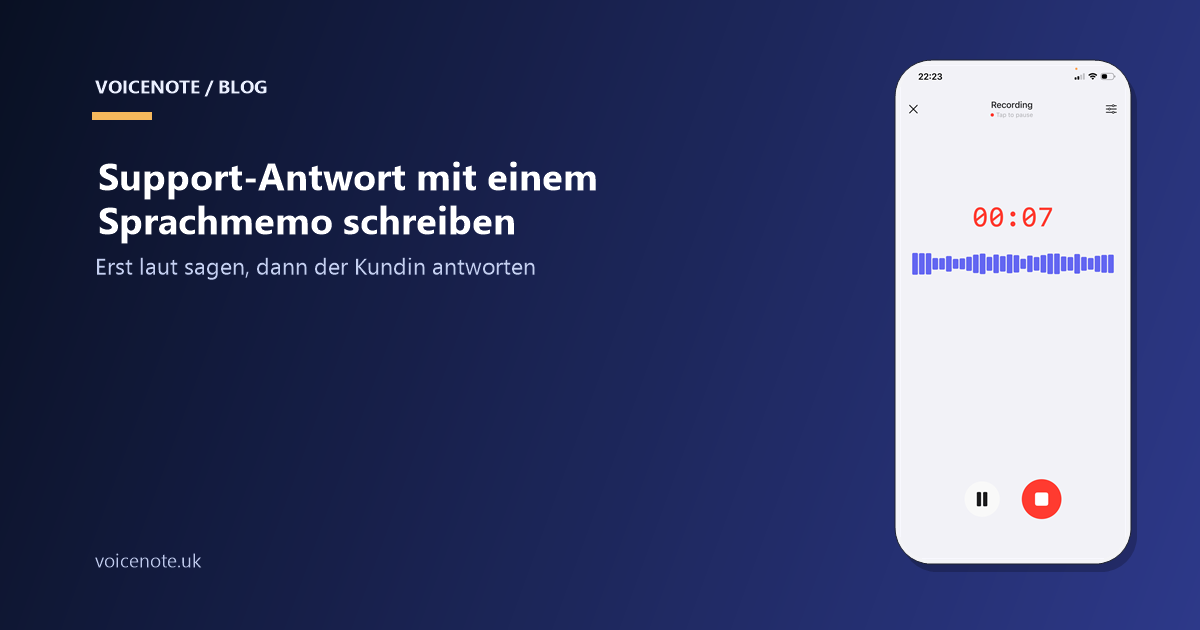 VOICENOTE / BLOG
Support-Antwort mit einem
Sprachmemo schreiben
Erst laut sagen, dann der Kundin antworten
voicenote.uk
22:23
Recording
Tap to pause
00:07